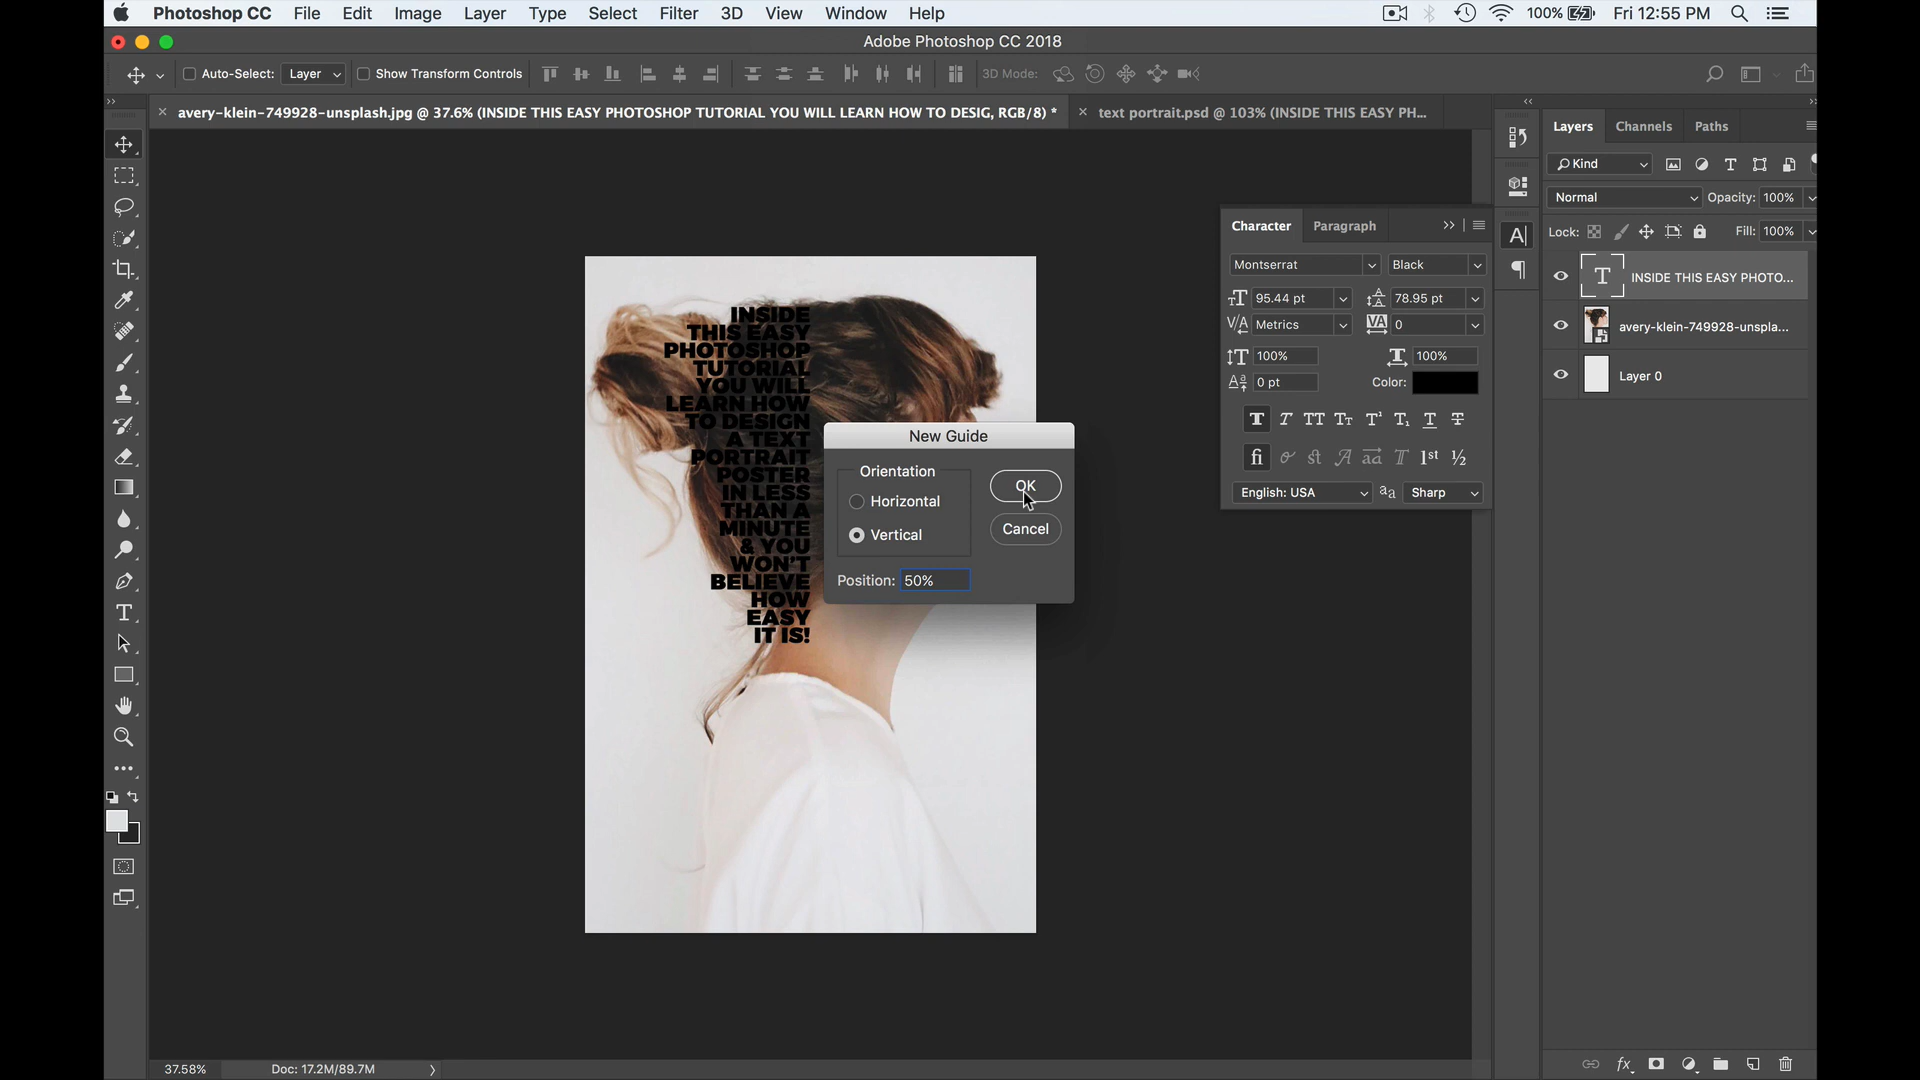 Photoshop CC File Edit Image Layer Type Select Filter 3D View Window Help 100% Fri 12:55 PM
Adobe Photoshop CC 2018
Auto-Select: Layer Show Transform Controls 3D Mode:
avery-klein-749928-unsplash.jpg @ 37.6% (INSIDE THIS EASY PHOTOSHOP TUTORIAL YOU WILL LEARN HOW TO DESIG, RGB/8) * text portrait.psd @ 103% (INSIDE THIS EASY PH...
INSIDE
THIS EASY
PHOTOSHOP
TUTORIAL
YOU WILL
LEARN HOW
TO DESIGN
A TEXT
PORTRAIT
POSTER
IN LESS
THAN A
MINUTE
& YOU
WON'T
BELIEVE
HOW
EASY
IT IS!
New Guide
Orientation
Horizontal
Vertical
Position: 50%
OK
Cancel
Character Paragraph
Montserrat Black
95.44 pt 78.95 pt
Metrics 0
100% 100%
0 pt Color:
English: USA Sharp
Layers Channels Paths
Kind
Normal Opacity: 100%
Lock: Fill: 100%
INSIDE THIS EASY PHOTO...
avery-klein-749928-unspla...
Layer 0
37.58% Doc: 17.2M/89.7M